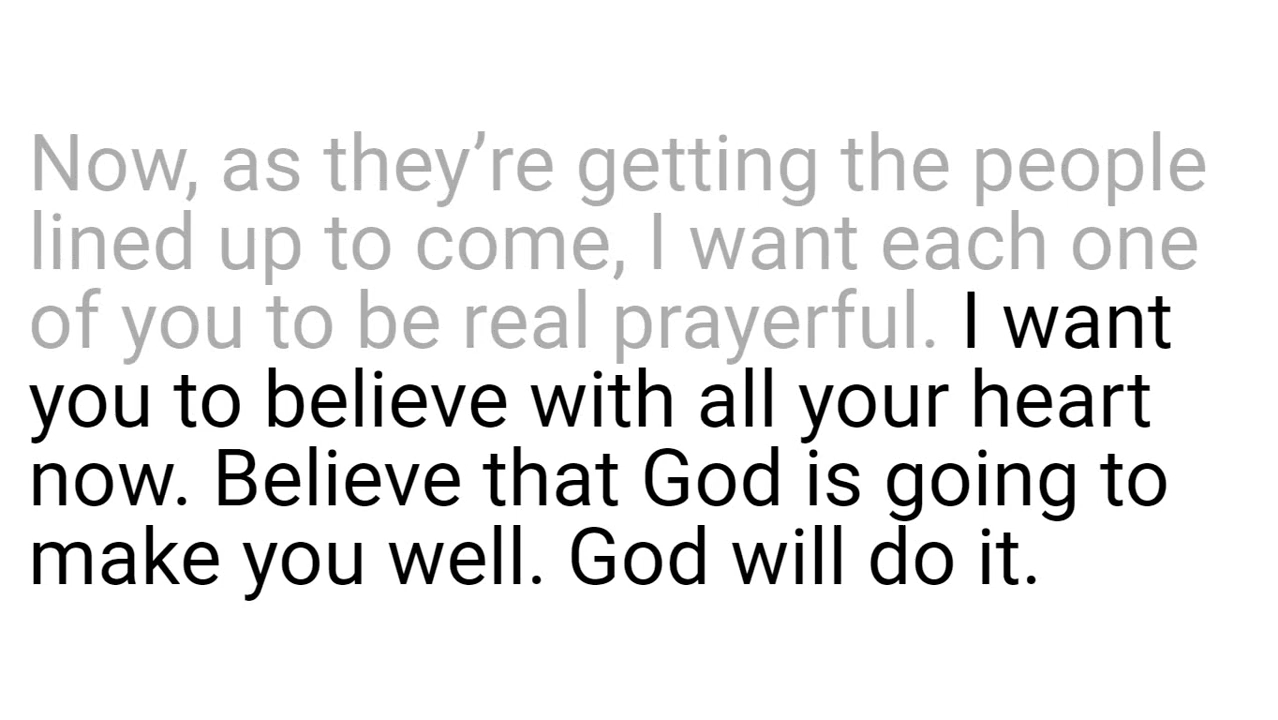 Now, as they’re getting the people
lined up to come, I want each one
of you to be real prayerful. I want
you to believe with all your heart
now. Believe that God is going to
make you well. God will do it.